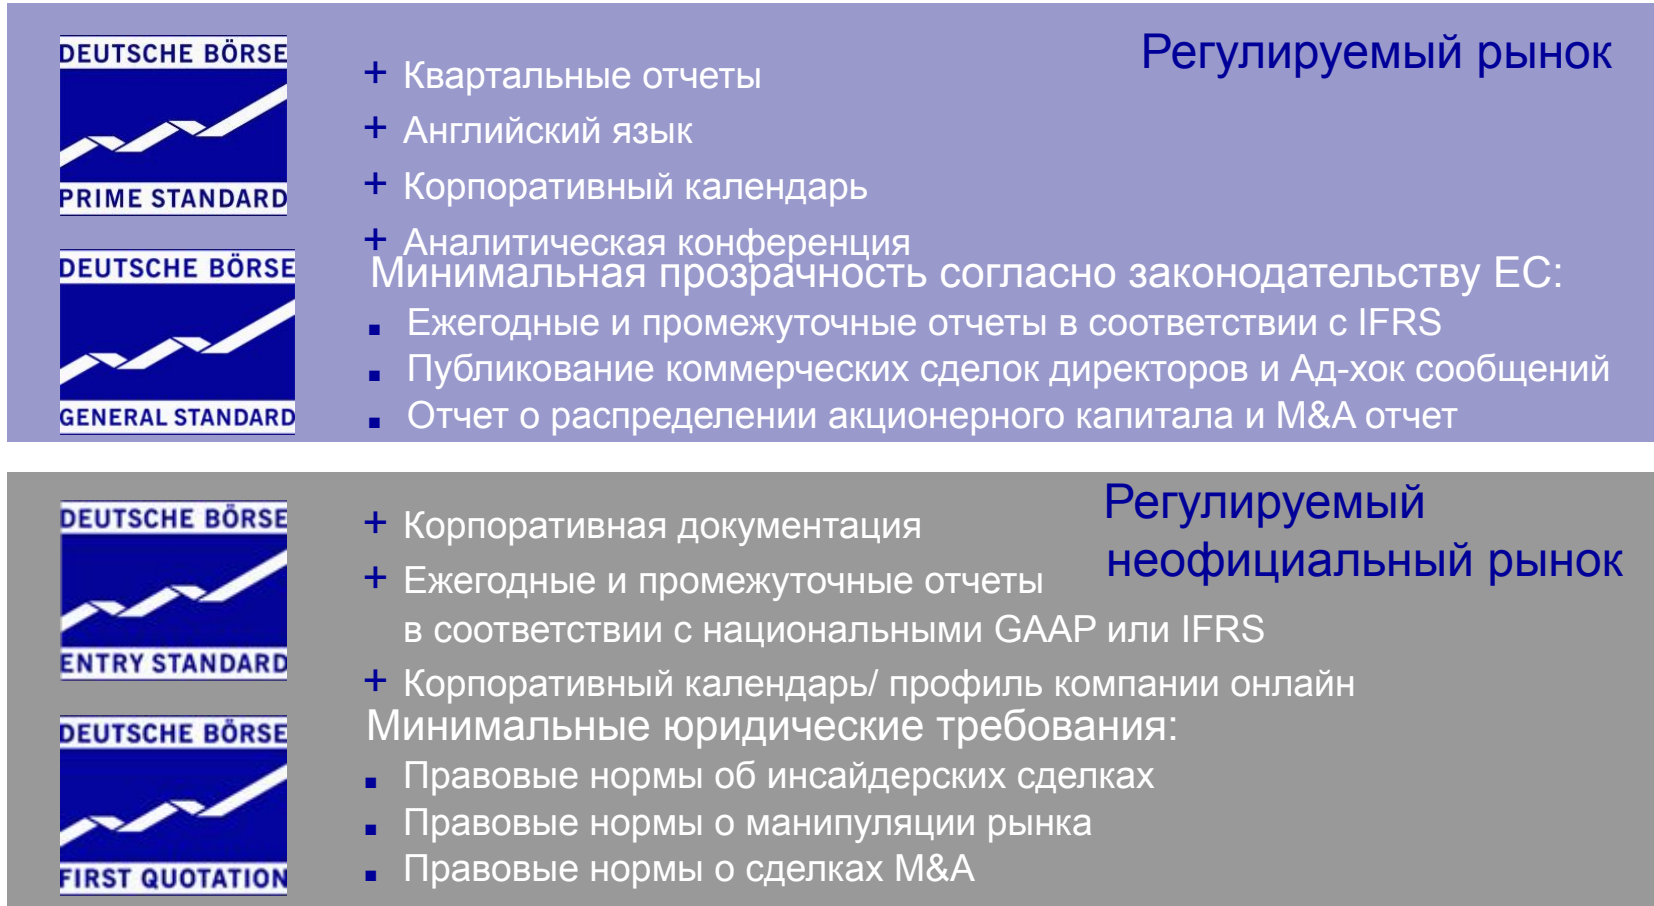 Регулируемый рынок
DEUTSCHE BÖRSE
PRIME STANDARD
+ Квартальные отчеты
+ Английский язык
+ Корпоративный календарь
+ Аналитическая конференция
DEUTSCHE BÖRSE
GENERAL STANDARD
Минимальная прозрачность согласно законодательству ЕС:
▪ Ежегодные и промежуточные отчеты в соответствии с IFRS
▪ Публикование коммерческих сделок директоров и Ад-хок сообщений
▪ Отчет о распределении акционерного капитала и M&A отчет
Регулируемый
неофициальный рынок
DEUTSCHE BÖRSE
ENTRY STANDARD
+ Корпоративная документация
+ Ежегодные и промежуточные отчеты
в соответствии с национальными GAAP или IFRS
+ Корпоративный календарь/ профиль компании онлайн
DEUTSCHE BÖRSE
FIRST QUOTATION
Минимальные юридические требования:
▪ Правовые нормы об инсайдерских сделках
▪ Правовые нормы о манипуляции рынка
▪ Правовые нормы о сделках M&A